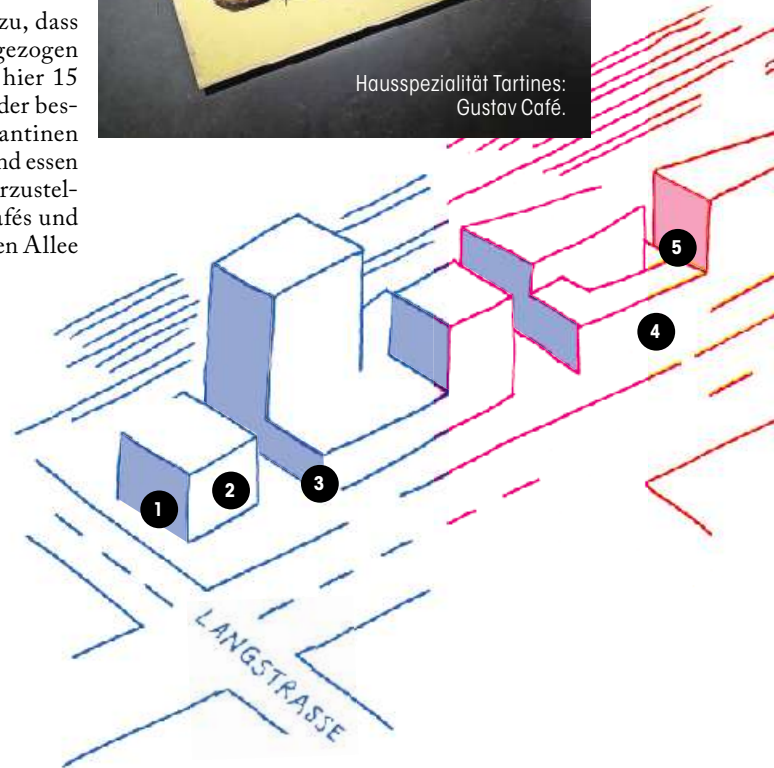 zu, dass
gezogen
hier 15
der bes-
antinen
nd essen
rzustel-
afés und
en Allee
Hausspezialität Tartines:
Gustav Café.
5
4
3
2
1
LANGSTRASSE